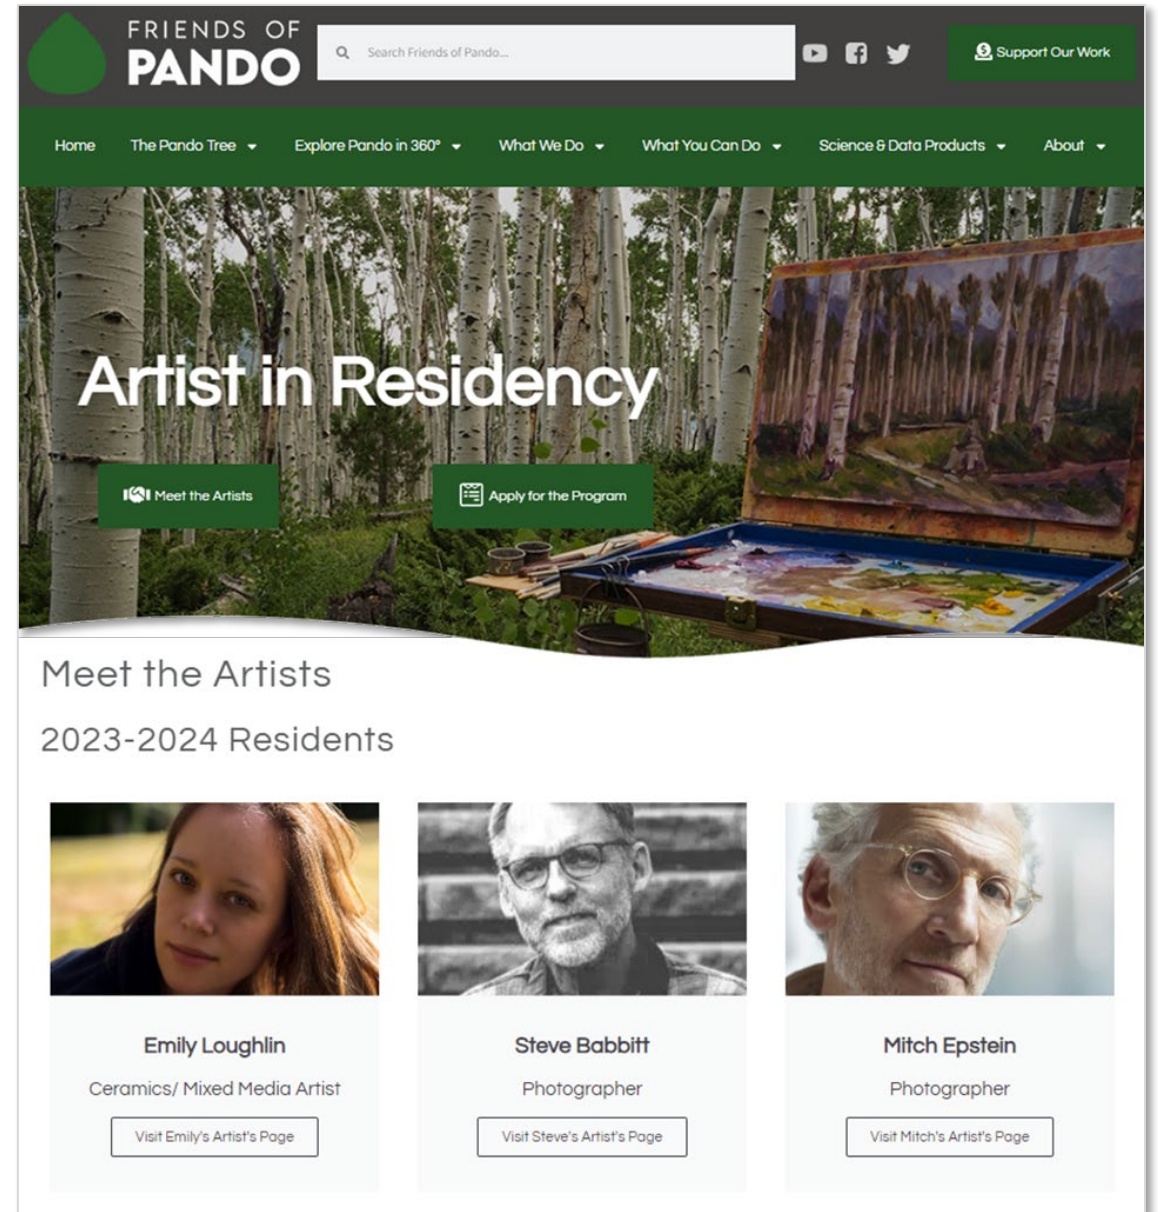 FRIENDS OF
PANDO
Search Friends of Pando...
Support Our Work
Home
The Pando Tree
Explore Pando in 360°
What We Do
What You Can Do
Science & Data Products
About
Artist in Residency
Meet the Artists
Apply for the Program
Meet the Artists
2023-2024 Residents
Emily Loughlin
Ceramics/ Mixed Media Artist
Visit Emily's Artist's Page
Steve Babbitt
Photographer
Visit Steve's Artist's Page
Mitch Epstein
Photographer
Visit Mitch's Artist's Page